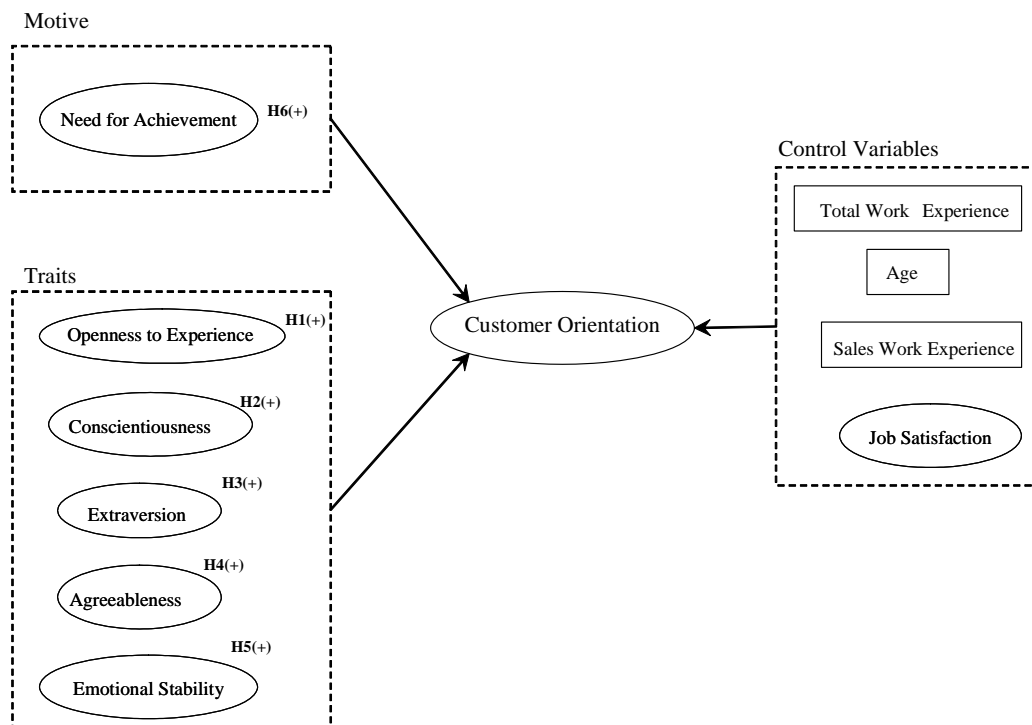 Motive
Need for Achievement
H6(+)
Traits
Openness to Experience
H1(+)
Conscientiousness
H2(+)
Extraversion
H3(+)
Agreeableness
H4(+)
Emotional Stability
H5(+)
Customer Orientation
Control Variables
Total Work Experience
Age
Sales Work Experience
Job Satisfaction